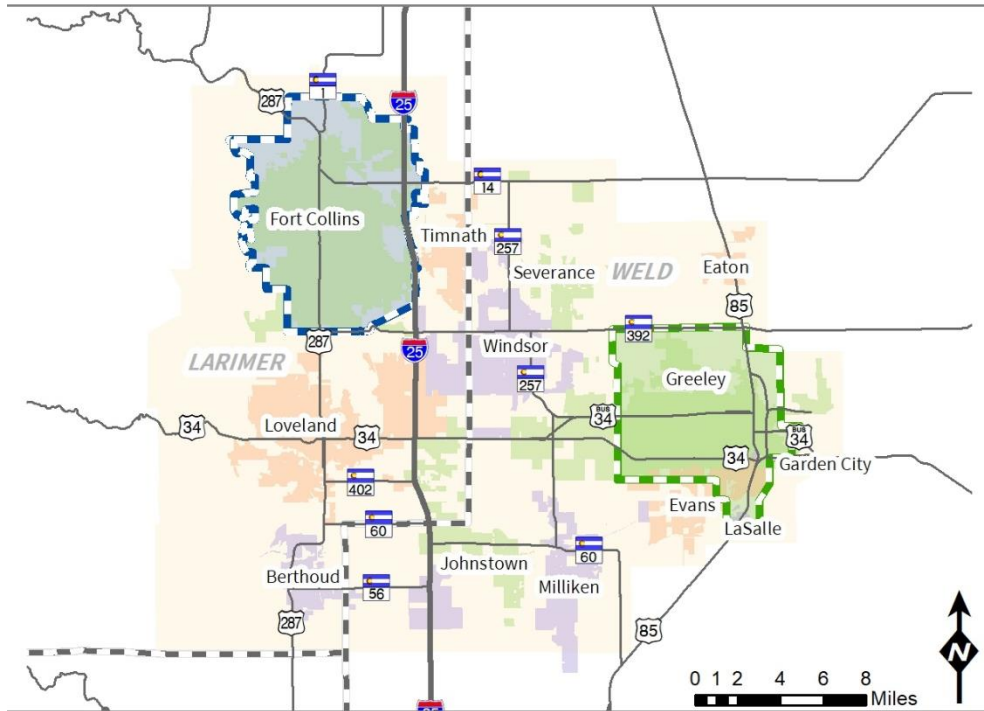 1
287
25
14
Fort Collins
Timnath
257
Severance
WELD
Eaton
85
287
25
392
LARIMER
Windsor
257
Greeley
34
Loveland
34
BUS
34
BUS
34
34
Garden City
402
Evans
LaSalle
60
60
Johnstown
Berthoud
56
Milliken
287
85
N
0 1 2 4 6 8
Miles